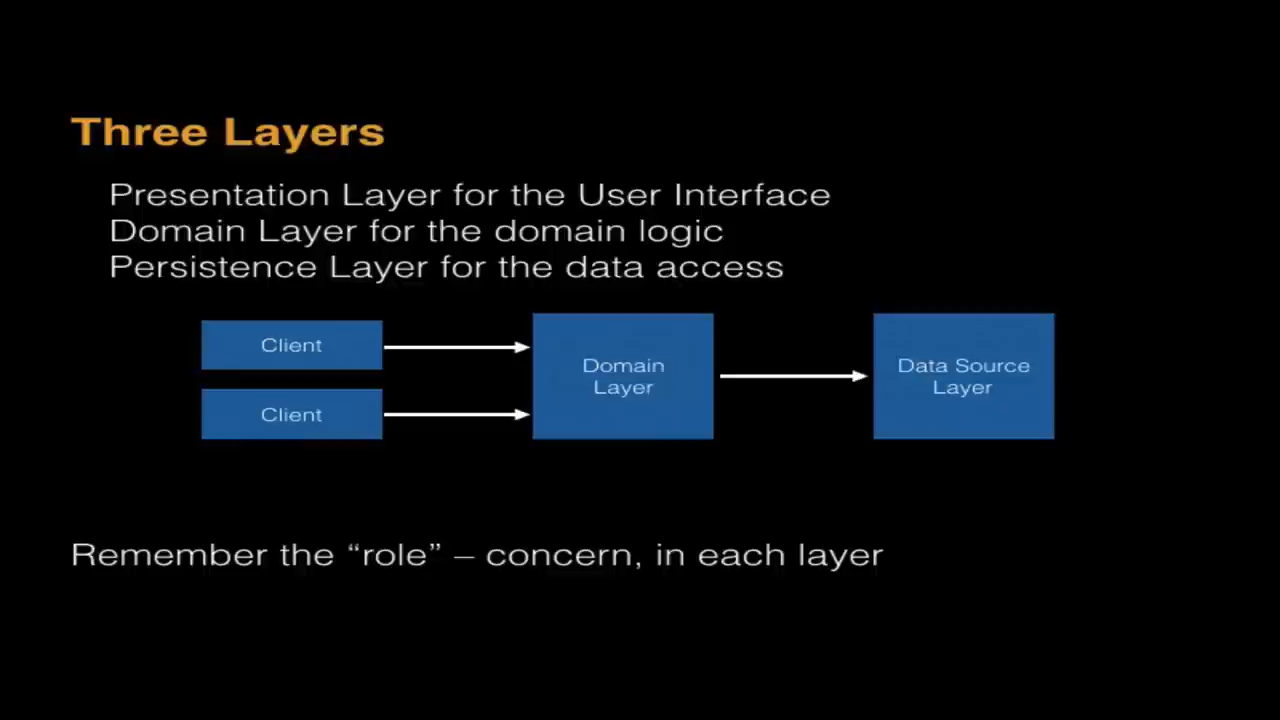 Three Layers
Presentation Layer for the User Interface
Domain Layer for the domain logic
Persistence Layer for the data access
Client
Client
Domain
Layer
Data Source
Layer
Remember the “role” – concern, in each layer